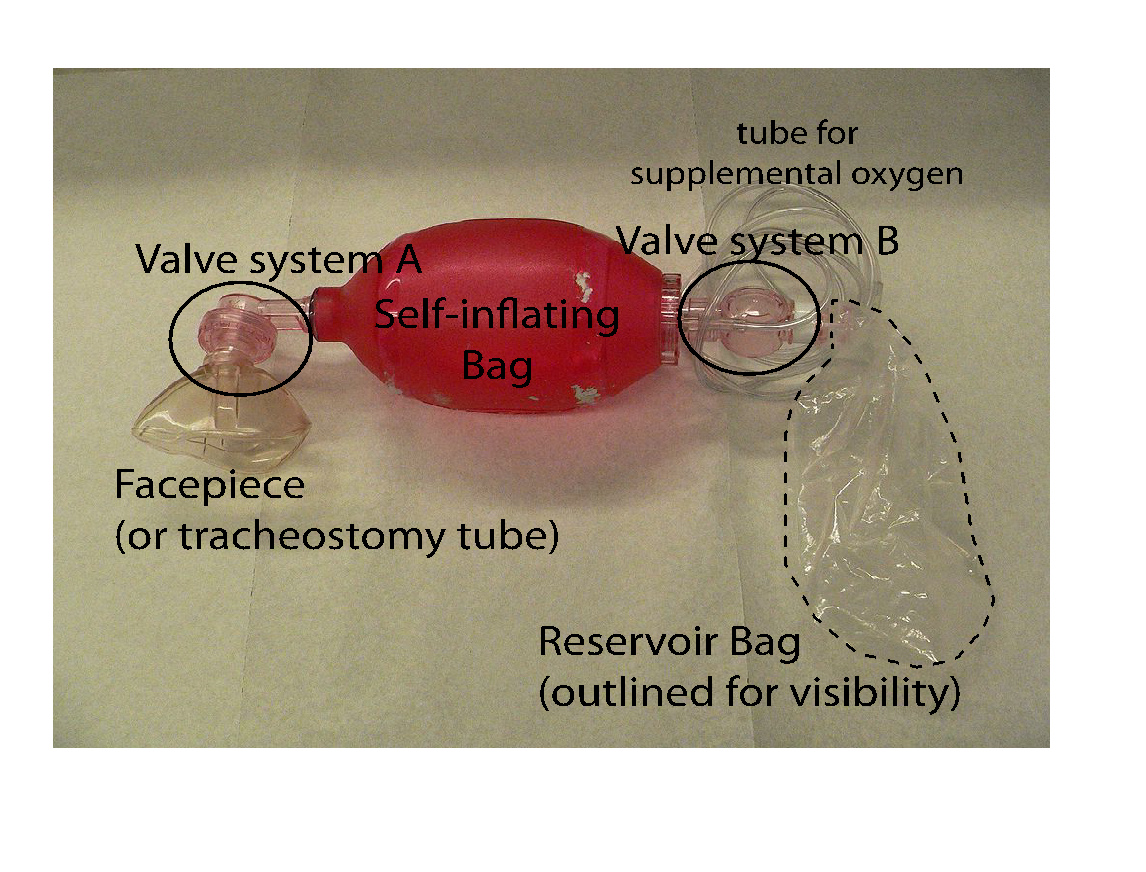 tube for
supplemental oxygen
Valve system A
Valve system B
Self-inflating
Bag
Facepiece
(or tracheostomy tube)
Reservoir Bag
(outlined for visibility)